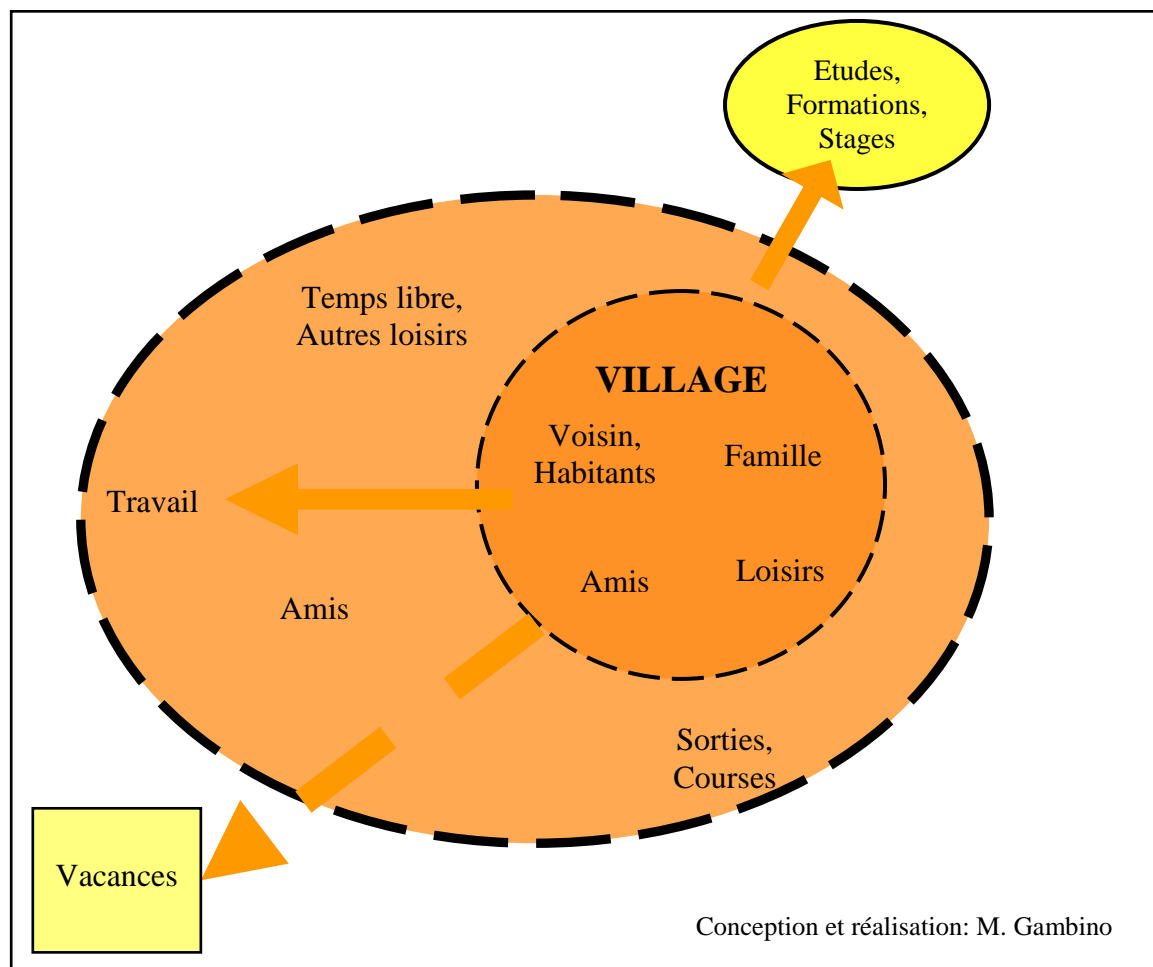 Etudes,
Formations,
Stages
Temps libre,
Autres loisirs
VILLAGE
Voisin,
Habitants
Famille
Travail
Amis
Loisirs
Amis
Sorties,
Courses
Vacances
Conception et réalisation: M. Gambino